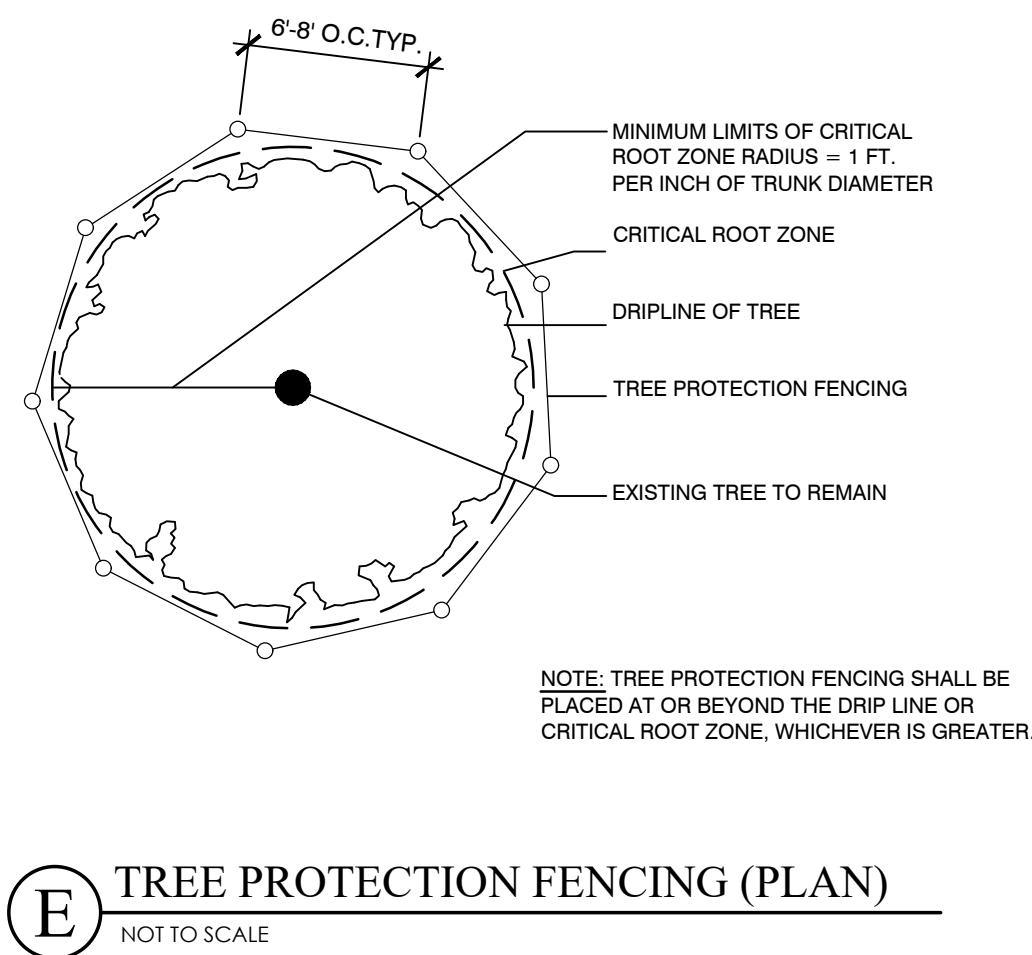 6'-8' O.C.TYP.
MINIMUM LIMITS OF CRITICAL
ROOT ZONE RADIUS = 1 FT.
PER INCH OF TRUNK DIAMETER
CRITICAL ROOT ZONE
DRIPLINE OF TREE
TREE PROTECTION FENCING
EXISTING TREE TO REMAIN
NOTE: TREE PROTECTION FENCING SHALL BE
PLACED AT OR BEYOND THE DRIP LINE OR
CRITICAL ROOT ZONE, WHICHEVER IS GREATER.
E TREE PROTECTION FENCING (PLAN)
NOT TO SCALE